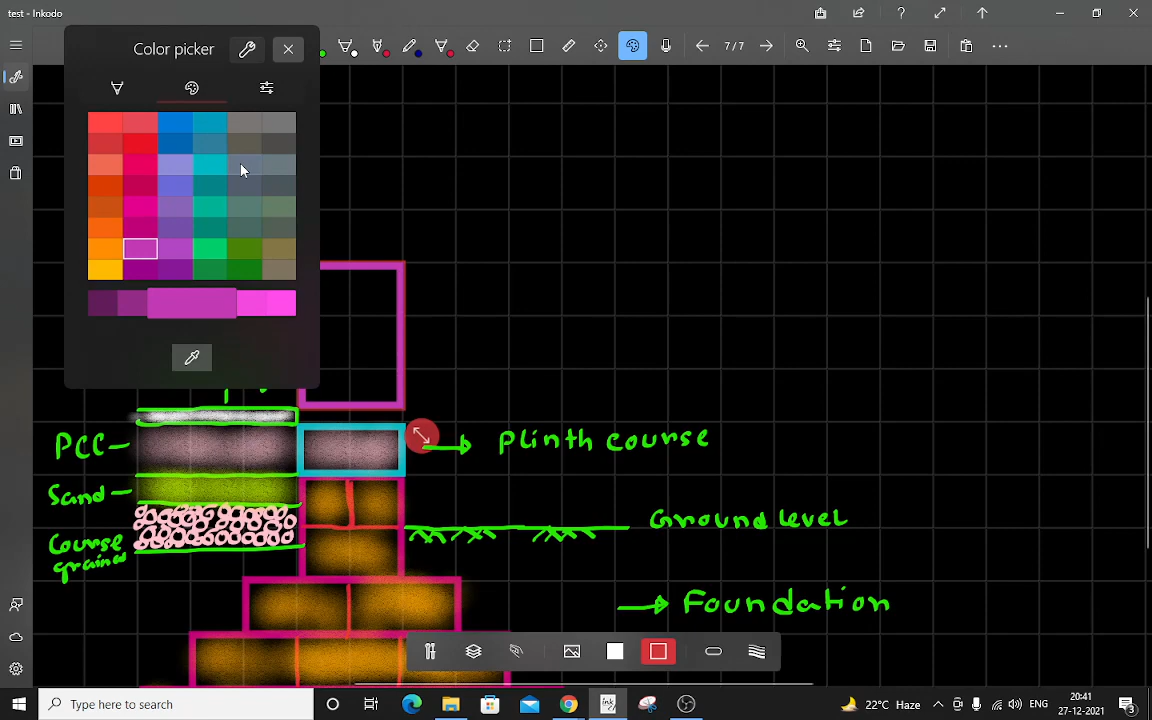 test - Inkodo
Color picker
7/7
PCC
Plinth course
Sand
Ground level
Course
grained
Foundation
Type here to search
22°C Haze
ENG
20:41
27-12-2021
3